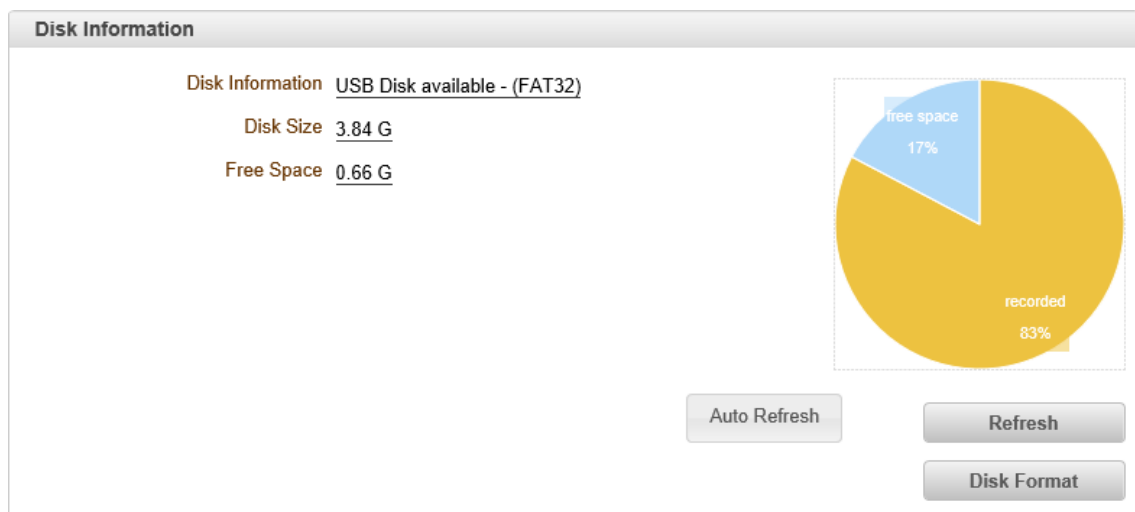 Disk Information
Disk Information USB Disk available - (FAT32)
Disk Size 3.84 G
Free Space 0.66 G
free space
17%
recorded
83%
Auto Refresh
Refresh
Disk Format